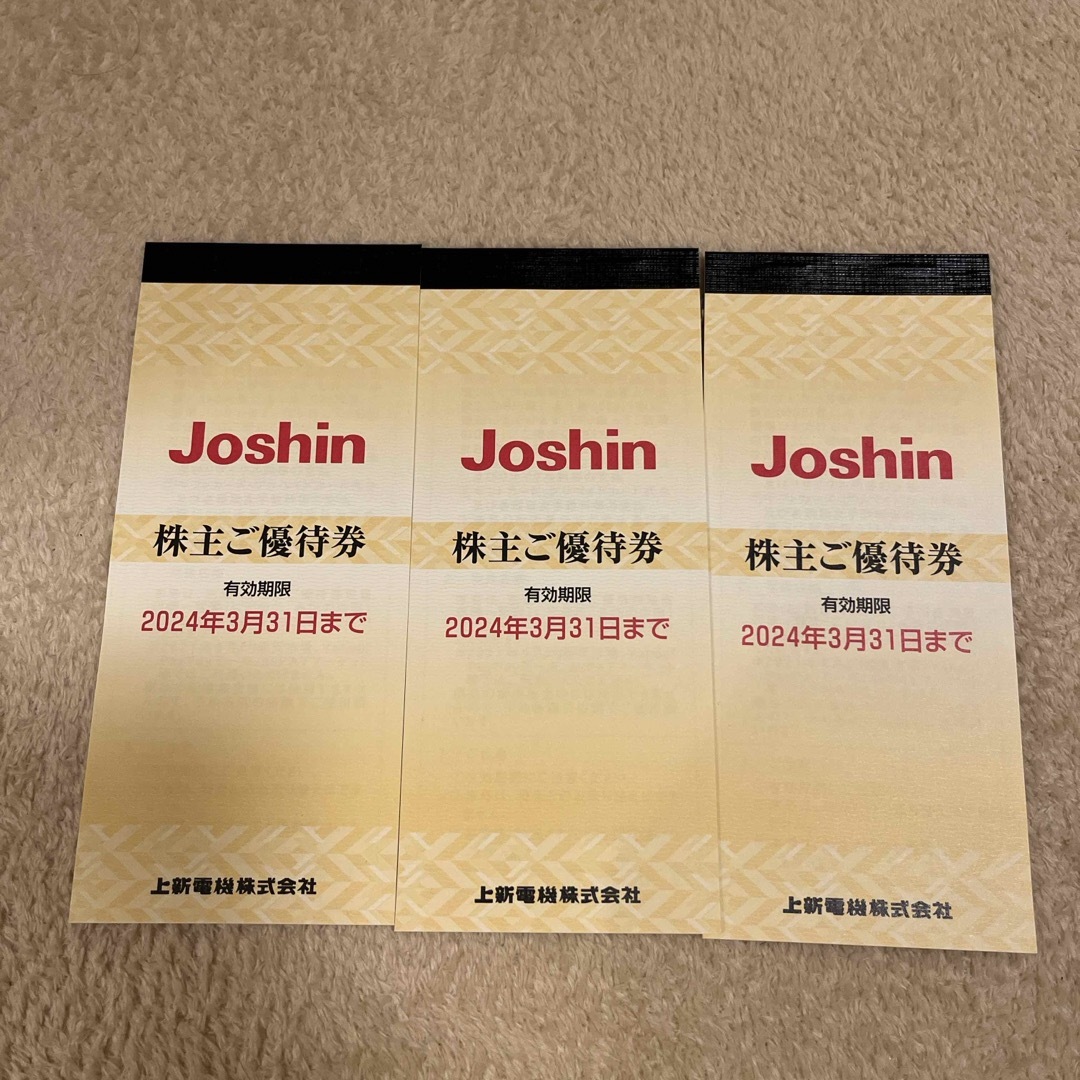 Joshin
株主ご優待券
有効期限
2024年3月31日まで
上新電機株式会社
Joshin
株主ご優待券
有効期限
2024年3月31日まで
上新電機株式会社
Joshin
株主ご優待券
有効期限
2024年3月31日まで
上新電機株式会社